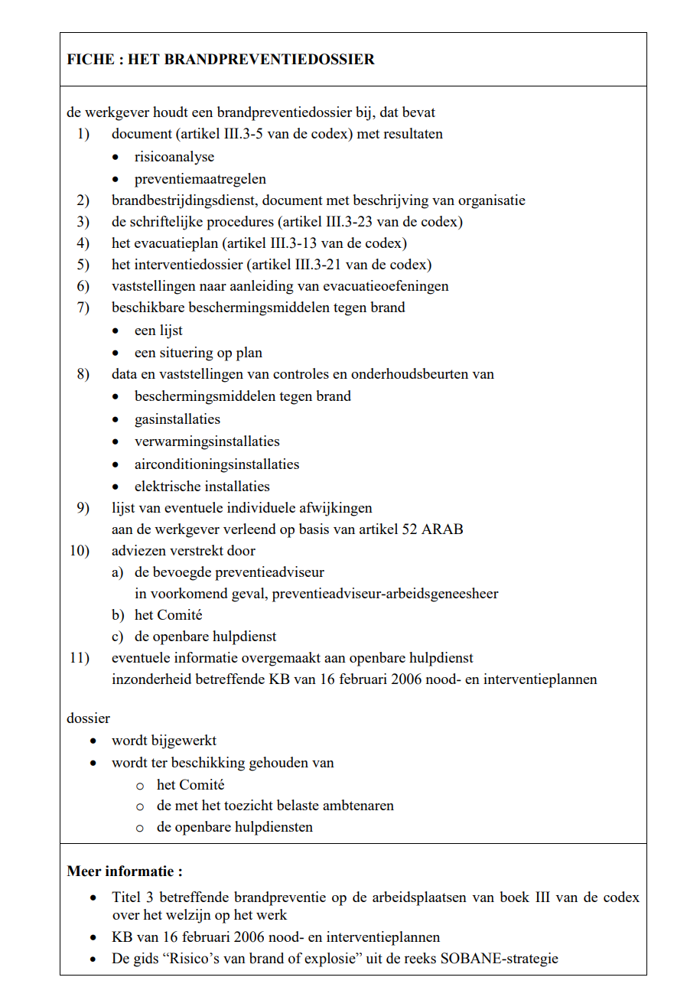 FICHE : HET BRANDPREVENTIEDOSSIER
de werkgever houdt een brandpreventiedossier bij, dat bevat
1) document (artikel III.3-5 van de codex) met resultaten
• risicoanalyse
• preventiemaatregelen
2) brandbestrijdingsdienst, document met beschrijving van organisatie
3) de schriftelijke procedures (artikel III.3-23 van de codex)
4) het evacuatieplan (artikel III.3-13 van de codex)
5) het interventiedossier (artikel III.3-21 van de codex)
6) vaststellingen naar aanleiding van evacuatieoefeningen
7) beschikbare beschermingsmiddelen tegen brand
• een lijst
• een situering op plan
8) data en vaststellingen van controles en onderhoudsbeurten van
• beschermingsmiddelen tegen brand
• gasinstallaties
• verwarmingsinstallaties
• airconditioningsinstallaties
• elektrische installaties
9) lijst van eventuele individuele afwijkingen
aan de werkgever verleend op basis van artikel 52 ARAB
10) adviezen verstrekt door
a) de bevoegde preventieadviseur
in voorkomend geval, preventieadviseur-arbeidsgeneesheer
b) het Comité
c) de openbare hulpdienst
11) eventuele informatie overgemaakt aan openbare hulpdienst
inzonderheid betreffende KB van 16 februari 2006 nood- en interventieplannen
dossier
• wordt bijgewerkt
• wordt ter beschikking gehouden van
o het Comité
o de met het toezicht belaste ambtenaren
o de openbare hulpdiensten
Meer informatie :
• Titel 3 betreffende brandpreventie op de arbeidsplaatsen van boek III van de codex
over het welzijn op het werk
• KB van 16 februari 2006 nood- en interventieplannen
• De gids “Risico’s van brand of explosie” uit de reeks SOBANE-strategie